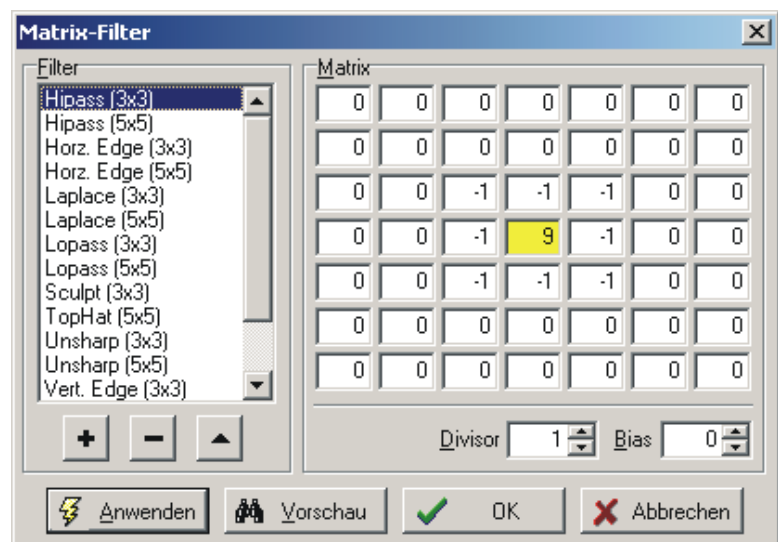 Matrix-Filter
Filter
Hipass (3x3)
Hipass (5x5)
Horz. Edge (3x3)
Horz. Edge (5x5)
Laplace (3x3)
Laplace (5x5)
Lopass (3x3)
Lopass (5x5)
Sculpt (3x3)
TopHat (5x5)
Unsharp (3x3)
Unsharp (5x5)
Vert. Edge (3x3)
Matrix
0 0 0 0 0 0 0
0 0 0 0 0 0 0
0 0 -1 -1 -1 0 0
0 0 -1 9 -1 0 0
0 0 -1 -1 -1 0 0
0 0 0 0 0 0 0
0 0 0 0 0 0 0
Divisor 1 Bias 0
Anwenden Vorschau OK Abbrechen